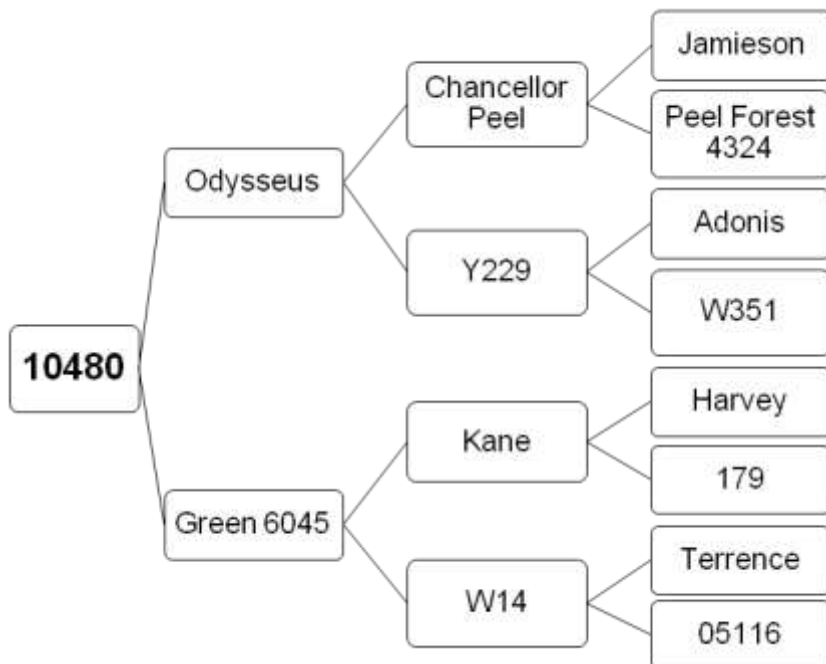 Jamieson
Chancellor
Peel
Peel Forest
4324
Odysseus
Adonis
Y229
W351
10480
Harvey
Kane
179
Green 6045
Terrence
W14
05116